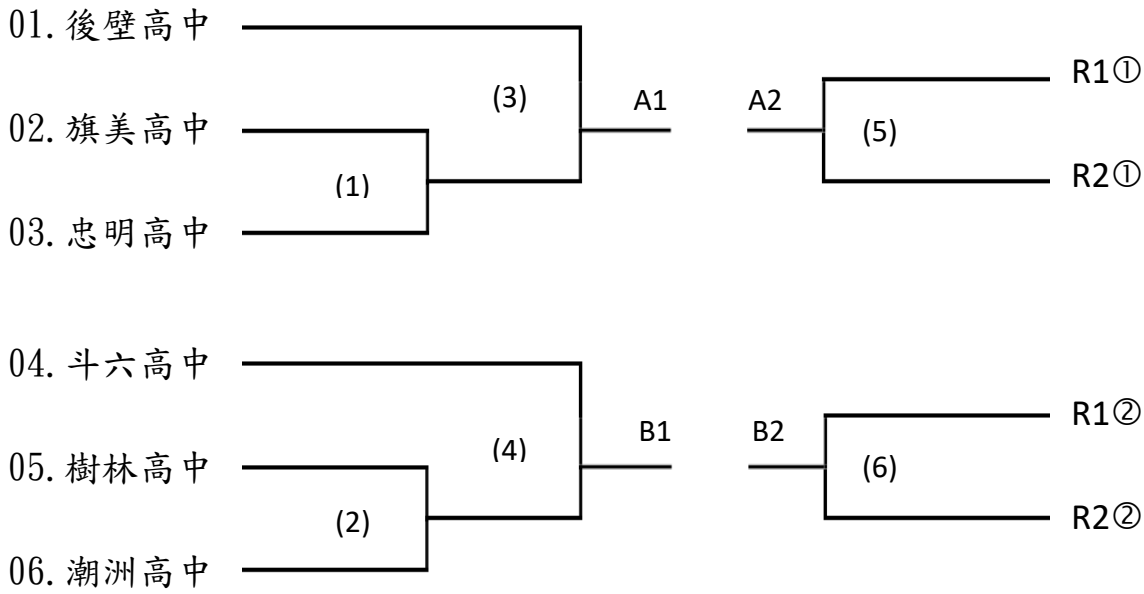 01.後壁高中
(3)
A1
A2
R1①
02.旗美高中
(5)
(1)
R2①
03.忠明高中
04.斗六高中
(4)
B1
B2
R1②
05.樹林高中
(6)
(2)
R2②
06.潮洲高中